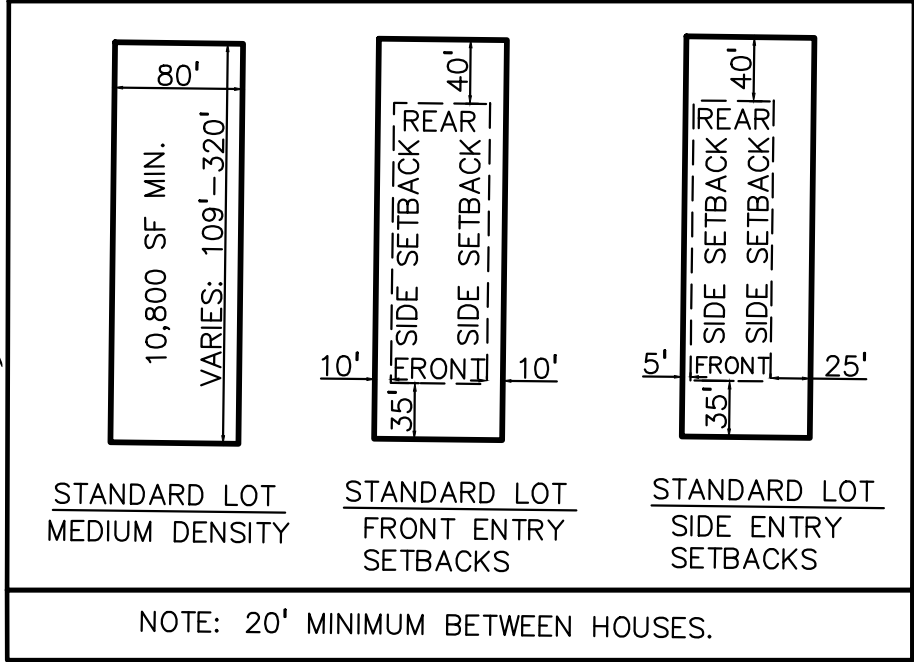 80'
10,800 SF MIN.
VARIES: 109'-320'
STANDARD LOT
MEDIUM DENSITY
40'
REAR
SIDE SETBACK
SIDE SETBACK
FRONT
10'
10'
35'
STANDARD LOT
FRONT ENTRY
SETBACKS
40'
REAR
SIDE SETBACK
SIDE SETBACK
FRONT
5'
25'
35'
STANDARD LOT
SIDE ENTRY
SETBACKS
NOTE: 20' MINIMUM BETWEEN HOUSES.